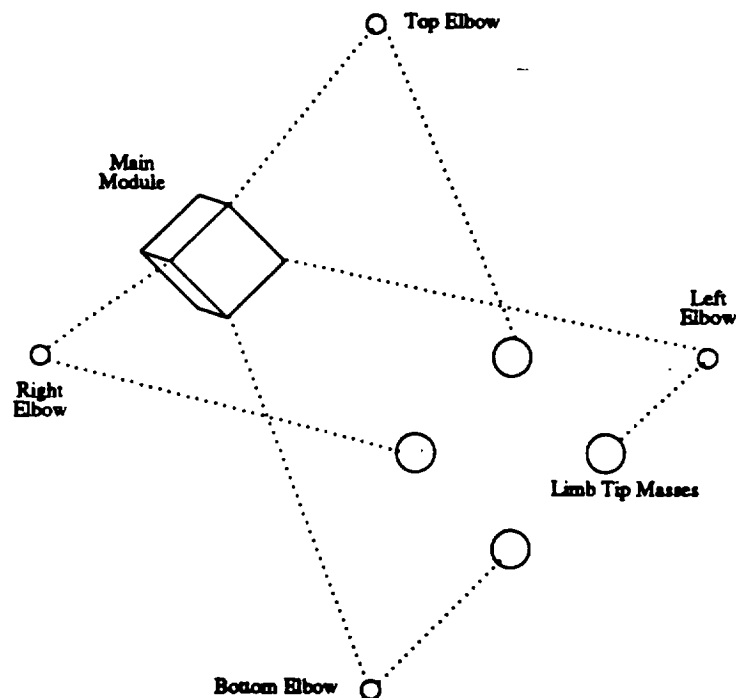 Top Elbow
Main
Module
Left
Elbow
Right
Elbow
Limb Tip Masses
Bottom Elbow